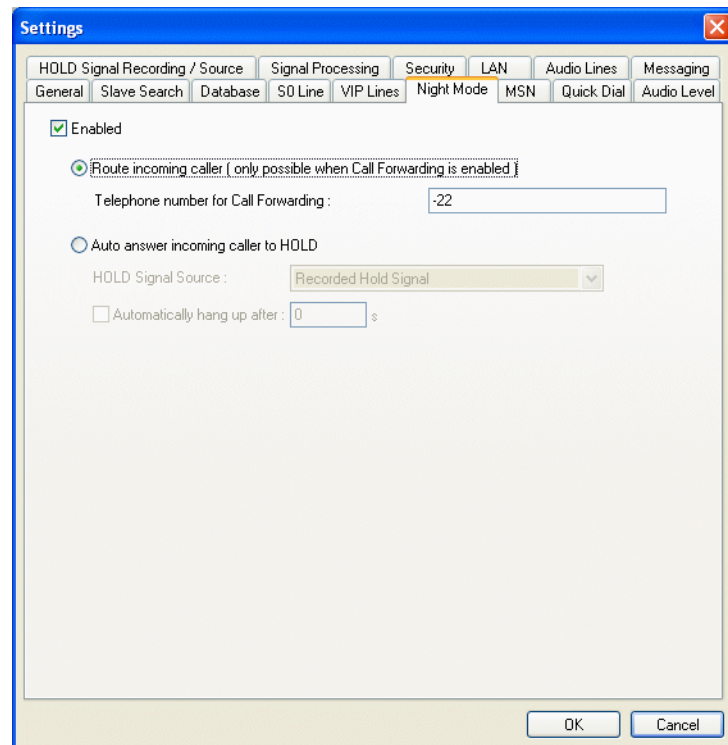 Settings
HOLD Signal Recording / Source Signal Processing Security LAN Audio Lines Messaging
General Slave Search Database S0 Line VIP Lines Night Mode MSN Quick Dial Audio Level
Enabled
Route incoming caller ( only possible when Call Forwarding is enabled )
Telephone number for Call Forwarding : -22
Auto answer incoming caller to HOLD
HOLD Signal Source : Recorded Hold Signal
Automatically hang up after : 0 s
OK Cancel